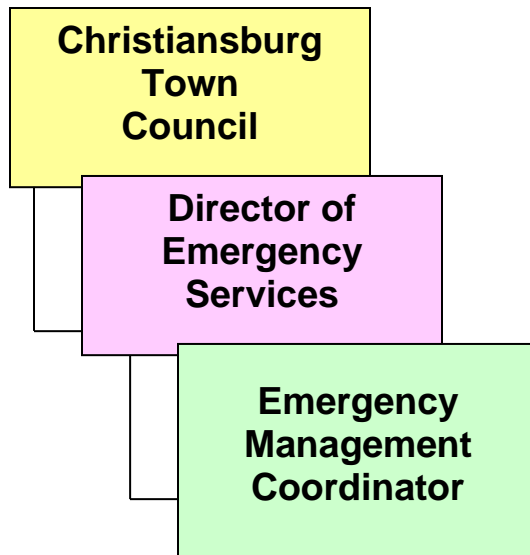 Christiansburg
Town
Council
Director of
Emergency
Services
Emergency
Management
Coordinator